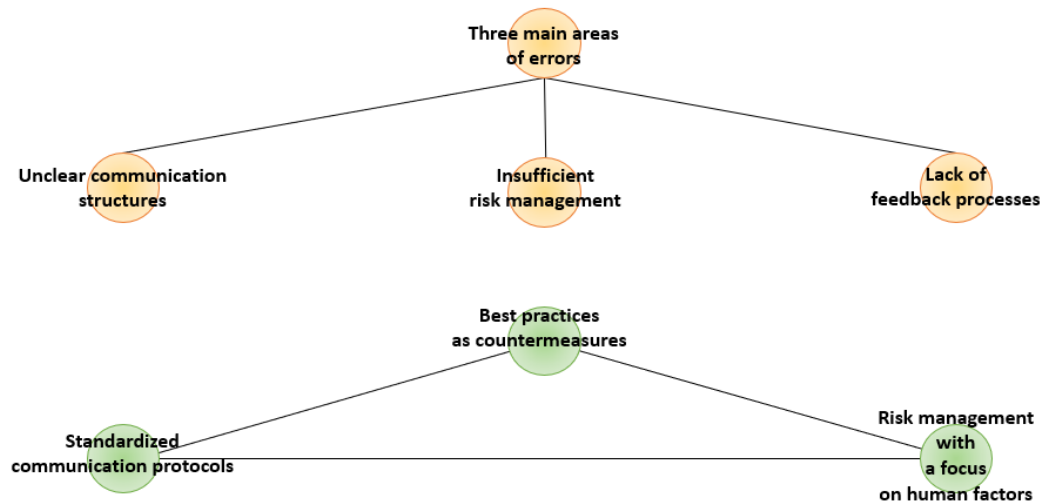 Three main areas
of errors
Unclear communication
structures
Insufficient
risk management
Lack of
feedback processes
Best practices
as countermeasures
Standardized
communication protocols
Risk management
with
a focus
on human factors